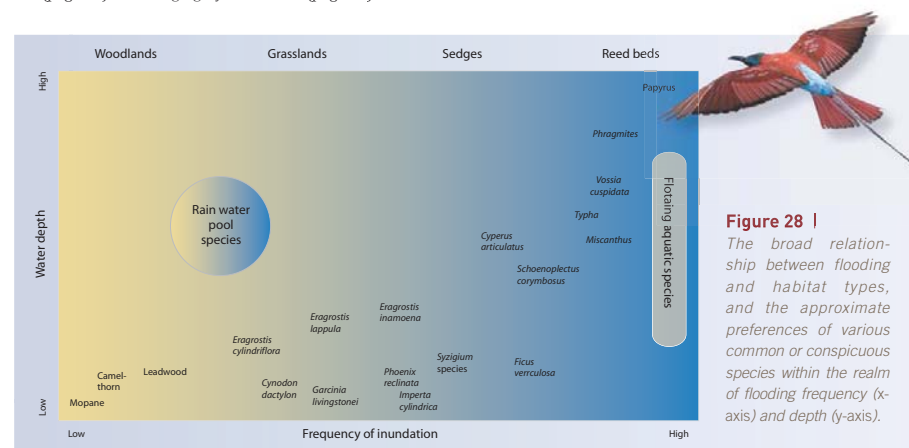 Woodlands
Grasslands
Sedges
Reed beds
High
Water depth
Low
Papyrus
Phragmites
Vossia
cuspidata
Typha
Miscanthus
Flotaing aquatic species
Rain water
pool
species
Cyperus
articulatus
Schoenoplectus
corymbosus
Eragrostis
inamoena
Eragrostis
lappula
Eragrostis
cylindriflora
Syzigium
species
Ficus
verrculosa
Camel-
thorn
Leadwood
Mopane
Cynodon
dactylon
Garcinia
livingstonei
Phoenix
reclinata
Imperta
cylindrica
Low
Frequency of inundation
High
Figure 28
The broad relation-
ship between flooding
and habitat types,
and the approximate
preferences of various
common or conspicuous
species within the realm
of flooding frequency (x-
axis) and depth (y-axis).